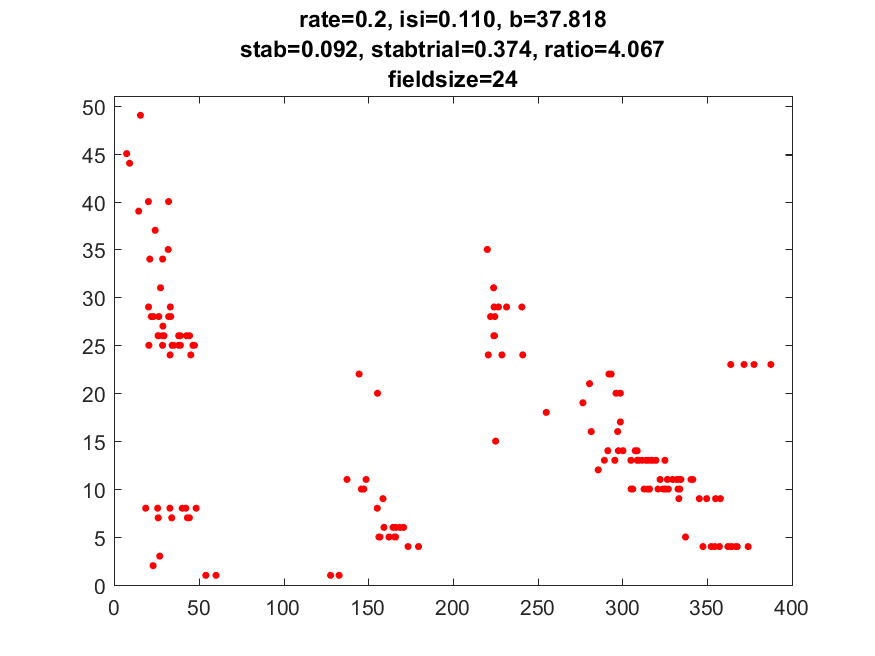 rate=0.2, isi=0.110, b=37.818
stab=0.092, stabtrial=0.374, ratio=4.067
fieldsize=24
50
45
40
35
30
25
20
15
10
5
0
0 50 100 150 200 250 300 350 400